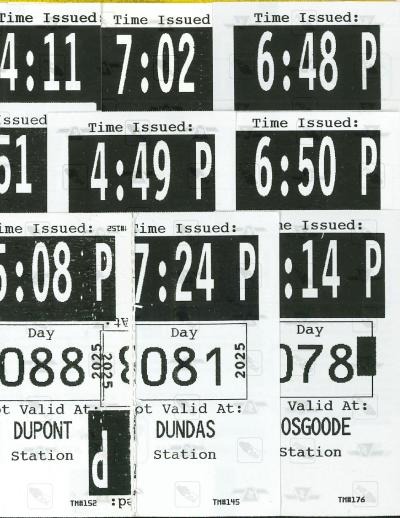 Time Issued:
4:11
Time Issued
7:02
Time Issued:
6:48 P
ssued
51
Time Issued:
4:49 P
Time Issued:
6:50 P
me Issued:
5:08 P
Day
088
2025
ot Valid At:
DUPONT
Station
TM#152
2025
Time Issued:
7:24 P
Day
081
2025
ot Valid At:
DUNDAS
Station
TM#145
e Issued:
:14 P
Day
078
Valid At:
OSGOODE
Station
TM#176